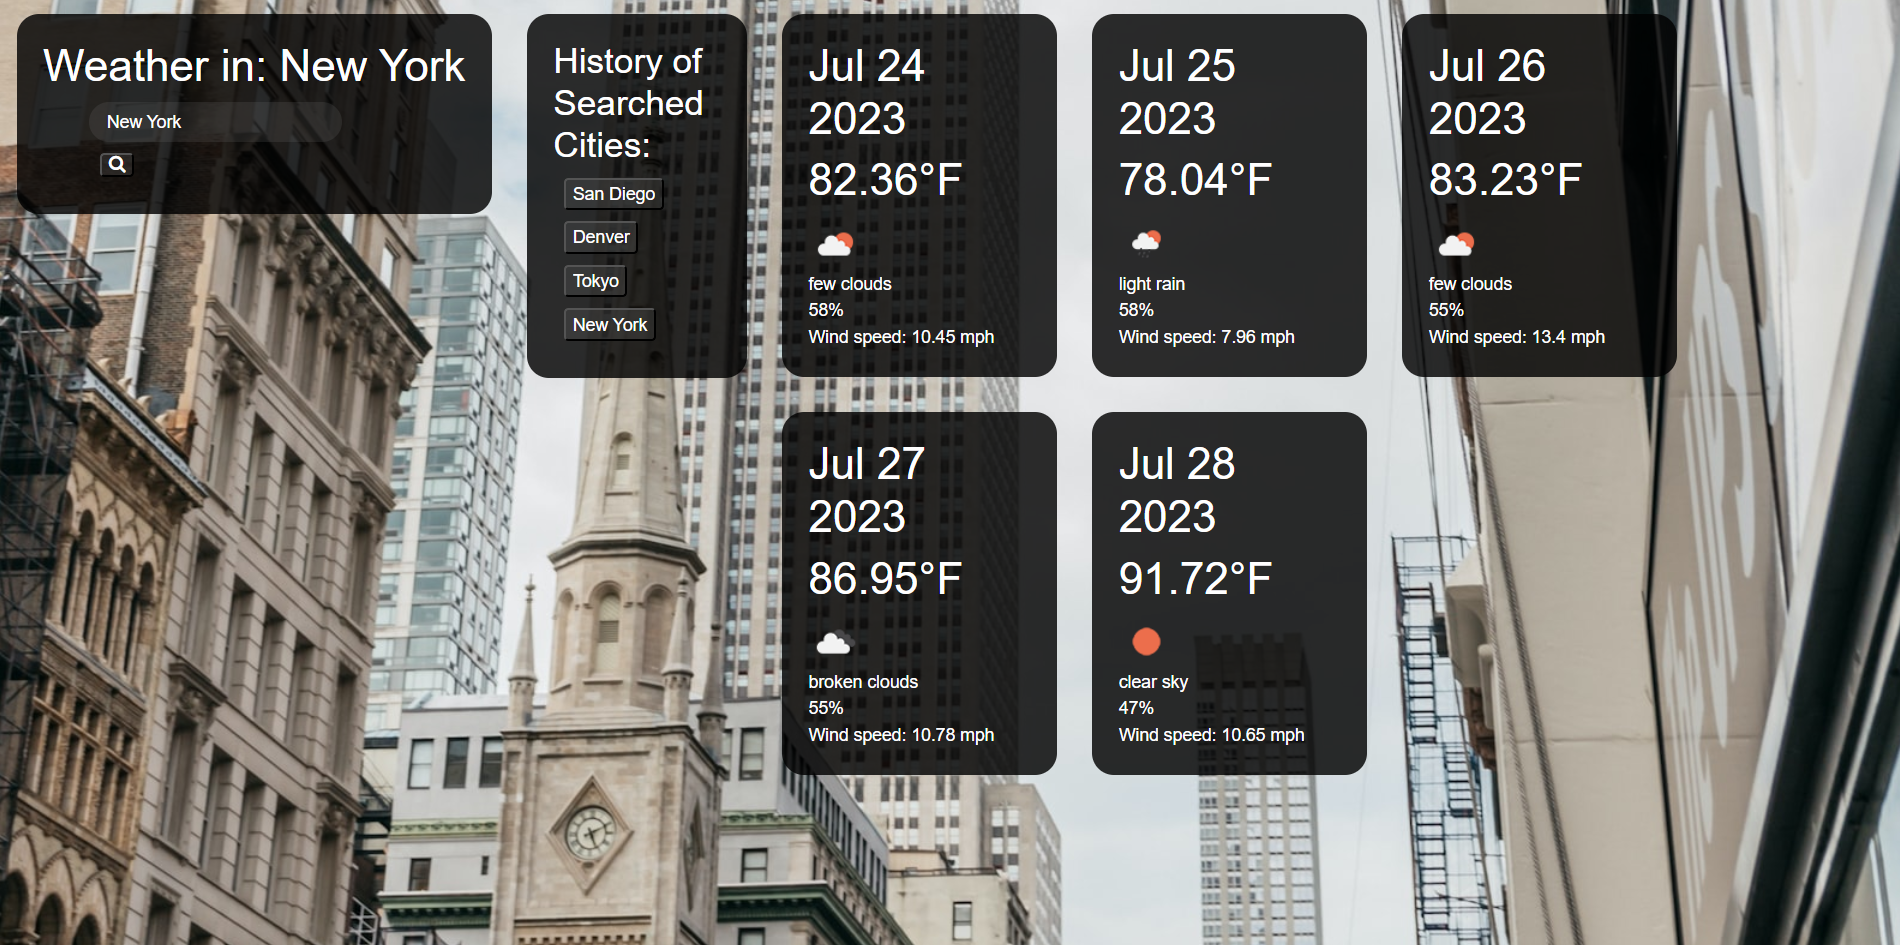 Weather in: New York
New York
History of
Searched
Cities:
San Diego
Denver
Tokyo
New York
Jul 24
2023
82.36°F
few clouds
58%
Wind speed: 10.45 mph
Jul 25
2023
78.04°F
light rain
58%
Wind speed: 7.96 mph
Jul 26
2023
83.23°F
few clouds
55%
Wind speed: 13.4 mph
Jul 27
2023
86.95°F
broken clouds
55%
Wind speed: 10.78 mph
Jul 28
2023
91.72°F
clear sky
47%
Wind speed: 10.65 mph